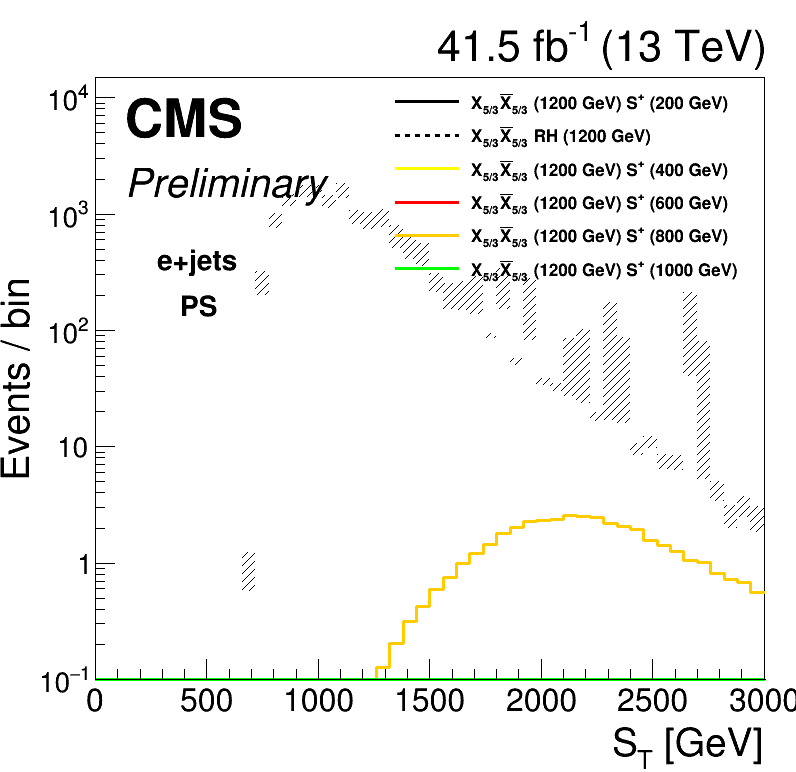 41.5 fb⁻¹ (13 TeV)
CMS
Preliminary
e+jets
PS
X₅/₃X̅₅/₃ (1200 GeV) S⁺ (200 GeV)
X₅/₃X̅₅/₃ RH (1200 GeV)
X₅/₃X̅₅/₃ (1200 GeV) S⁺ (400 GeV)
X₅/₃X̅₅/₃ (1200 GeV) S⁺ (600 GeV)
X₅/₃X̅₅/₃ (1200 GeV) S⁺ (800 GeV)
X₅/₃X̅₅/₃ (1200 GeV) S⁺ (1000 GeV)
Events / bin
10⁴
10³
10²
10
1
10⁻¹
0 500 1000 1500 2000 2500 3000
S_T [GeV]